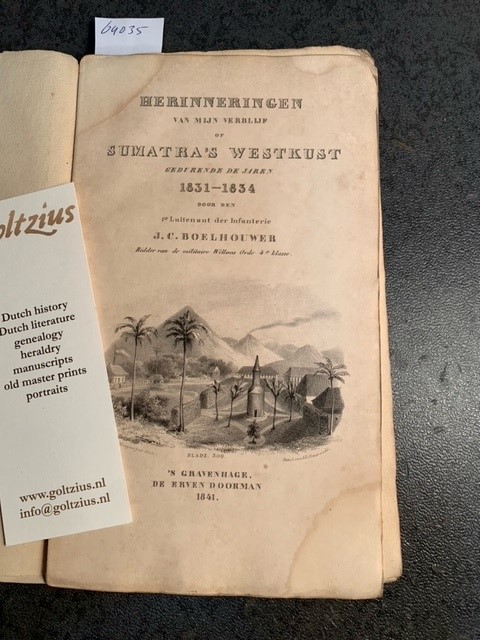 64035
HERINNERINGEN
VAN MIJN VERBLIJF
OP
SUMATRA'S WESTKUST
GEDURENDE DE JAREN
1831-1834
DOOR DEN
1e Luitenant der Infanterie
J. C. BOELHOUWER
Ridder van de militaire Willems Orde 4e klasse.
BLADZ. 300.
'S GRAVENHAGE,
DE ERVEN DOORMAN
1841.
goltzius
Dutch history
Dutch literature
genealogy
heraldry
manuscripts
old master prints
portraits
www.goltzius.nl
info@goltzius.nl